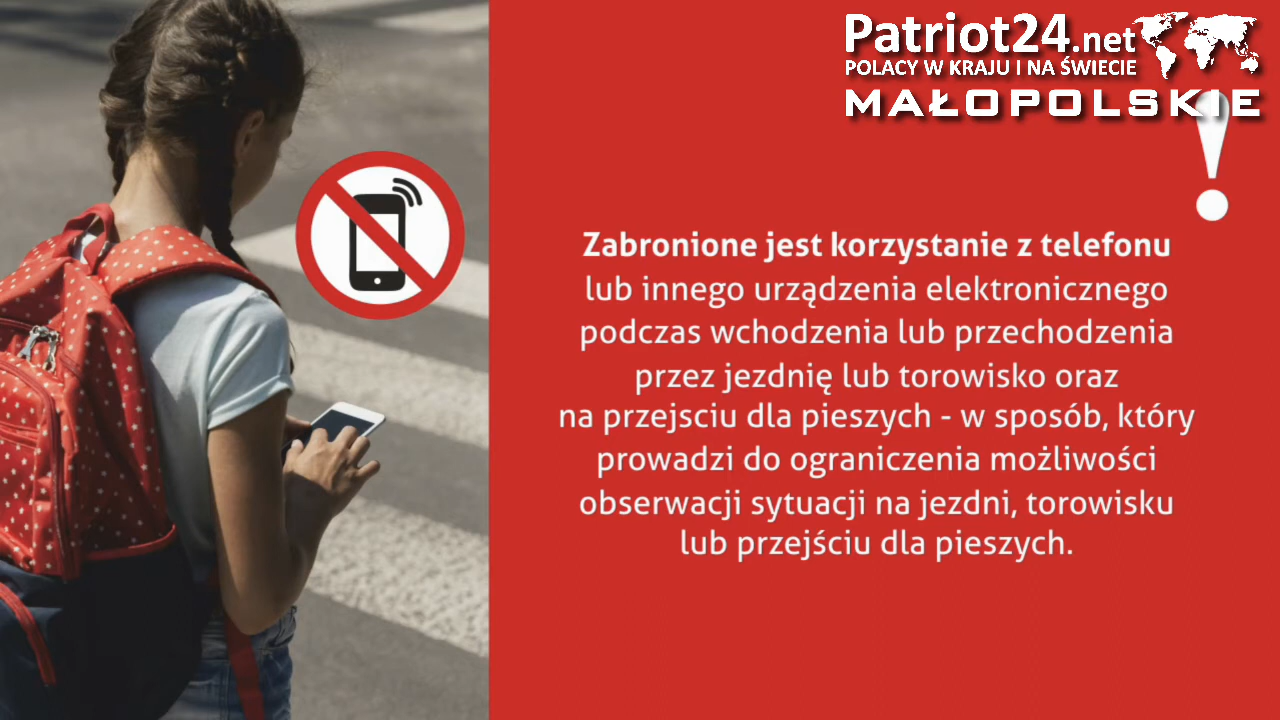 Patriot24.net
POLACY W KRAJU I NA ŚWIECIE
MAŁOPOLSKIE
!
Zabronione jest korzystanie z telefonu
lub innego urządzenia elektronicznego
podczas wchodzenia lub przechodzenia
przez jezdnię lub torowisko oraz
na przejsciu dla pieszych - w sposób, który
prowadzi do ograniczenia możliwości
obserwacji sytuacji na jezdni, torowisku
lub przejściu dla pieszych.